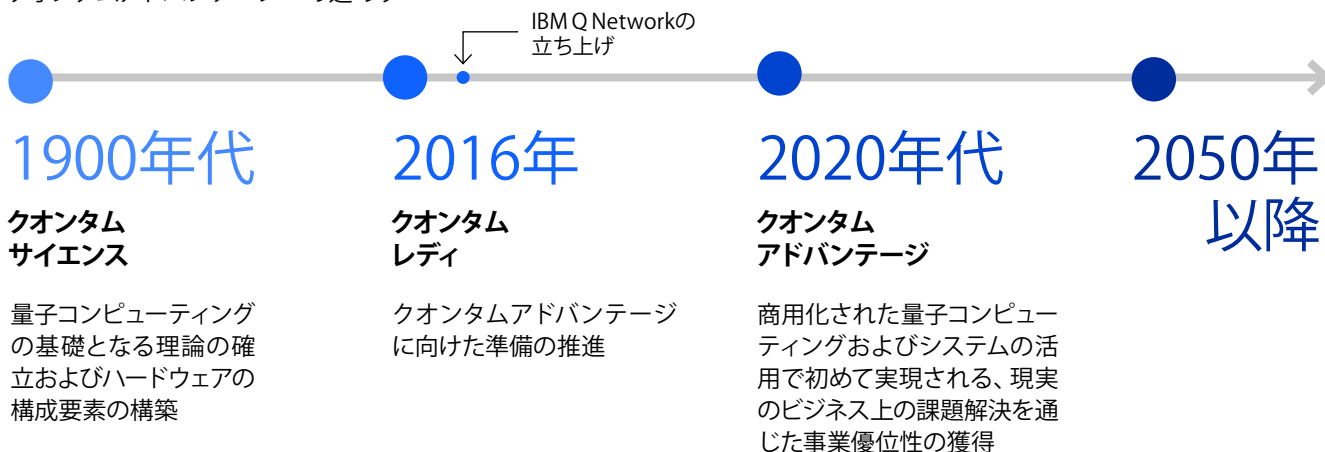 IBM Q Networkの
立ち上げ
1900年代
クオンタム
サイエンス
量子コンピューティング
の基礎となる理論の確
立およびハードウェアの
構成要素の構築
2016年
クオンタム
レディ
クオンタムアドバンテージ
に向けた準備の推進
2020年代
クオンタム
アドバンテージ
商用化された量子コンピュー
ティングおよびシステムの活
用で初めて実現される、現実
のビジネス上の課題解決を通
じた事業優位性の獲得
2050年
以降